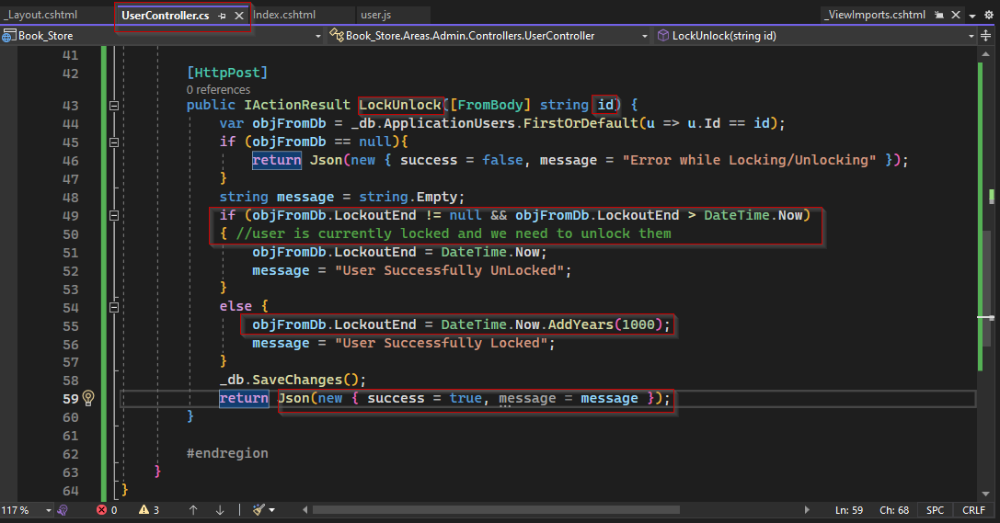 _Layout.cshtml UserController.cs Index.cshtml user.js _ViewImports.cshtml
Book_Store Book_Store.Areas.Admin.Controllers.UserController LockUnlock(string id)
41
42 [HttpPost]
0 references
43 public IActionResult LockUnlock([FromBody] string id) {
44 var objFromDb = _db.ApplicationUsers.FirstOrDefault(u => u.Id == id);
45 if (objFromDb == null){
46 return Json(new { success = false, message = "Error while Locking/Unlocking" });
47 }
48 string message = string.Empty;
49 if (objFromDb.LockoutEnd != null && objFromDb.LockoutEnd > DateTime.Now)
50 { //user is currently locked and we need to unlock them
51 objFromDb.LockoutEnd = DateTime.Now;
52 message = "User Successfully UnLocked";
53 }
54 else {
55 objFromDb.LockoutEnd = DateTime.Now.AddYears(1000);
56 message = "User Successfully Locked";
57 }
58 _db.SaveChanges();
59 return Json(new { success = true, message = message });
60 }
61
62 #endregion
63 }
64 }
117 % 0 3 Ln: 59 Ch: 68 SPC CRLF